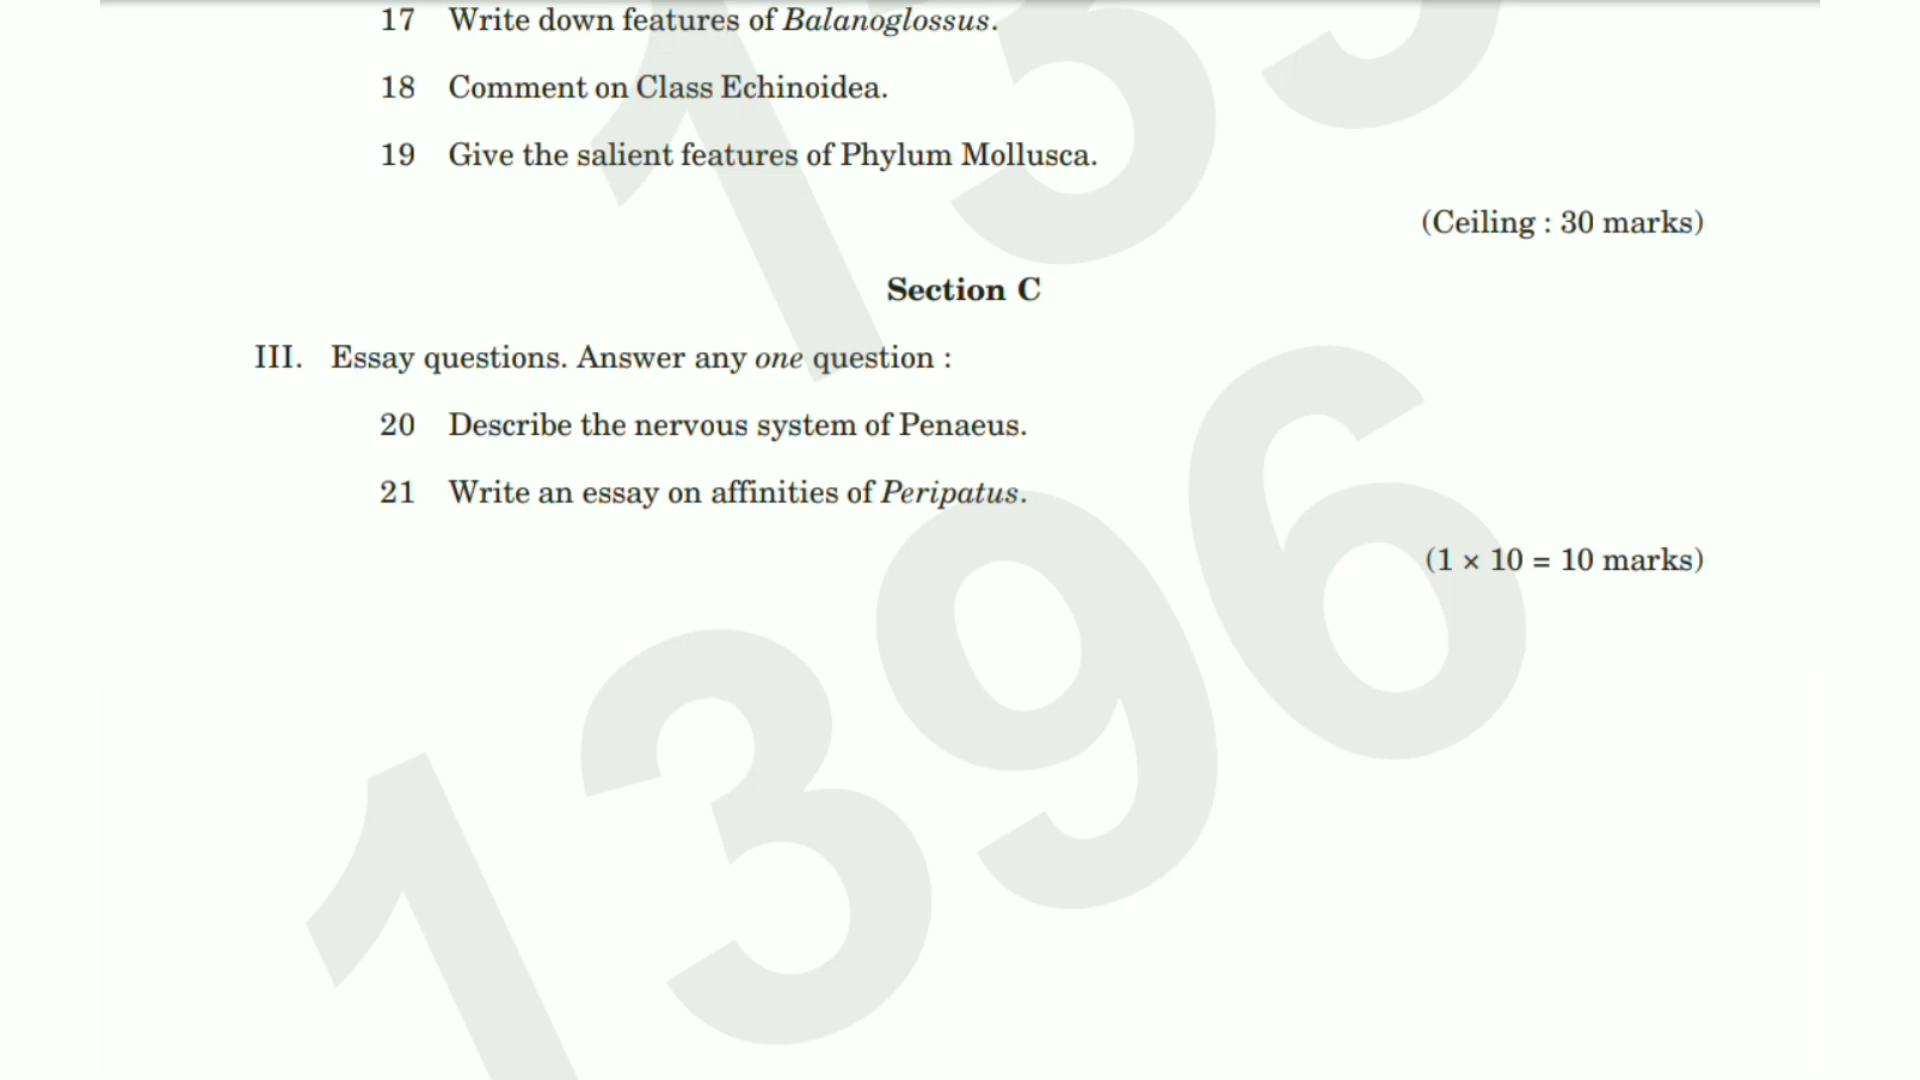 17 Write down features of Balanoglossus.
18 Comment on Class Echinoidea.
19 Give the salient features of Phylum Mollusca.
(Ceiling : 30 marks)
Section C
III. Essay questions. Answer any one question :
20 Describe the nervous system of Penaeus.
21 Write an essay on affinities of Peripatus.
(1 × 10 = 10 marks)
1396